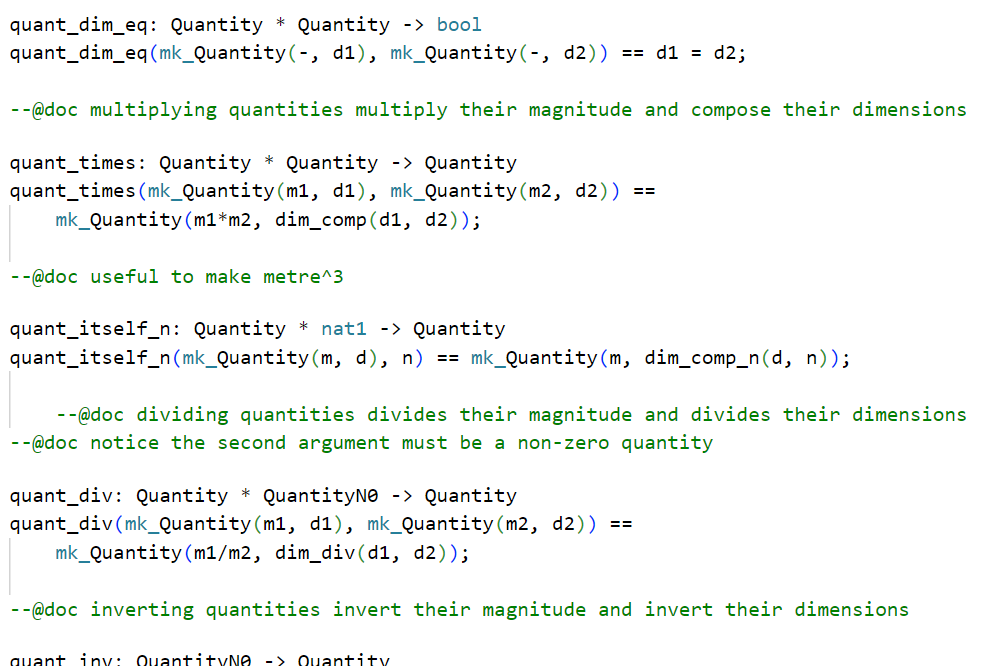 quant_dim_eq: Quantity * Quantity -> bool
quant_dim_eq(mk_Quantity(-, d1), mk_Quantity(-, d2)) == d1 = d2;
--@doc multiplying quantities multiply their magnitude and compose their dimensions
quant_times: Quantity * Quantity -> Quantity
quant_times(mk_Quantity(m1, d1), mk_Quantity(m2, d2)) ==
    mk_Quantity(m1*m2, dim_comp(d1, d2));
--@doc useful to make metre^3
quant_itself_n: Quantity * nat1 -> Quantity
quant_itself_n(mk_Quantity(m, d), n) == mk_Quantity(m, dim_comp_n(d, n));
    --@doc dividing quantities divides their magnitude and divides their dimensions
--@doc notice the second argument must be a non-zero quantity
quant_div: Quantity * QuantityN0 -> Quantity
quant_div(mk_Quantity(m1, d1), mk_Quantity(m2, d2)) ==
    mk_Quantity(m1/m2, dim_div(d1, d2));
--@doc inverting quantities invert their magnitude and invert their dimensions
quant_inv: QuantityN0 -> Quantity